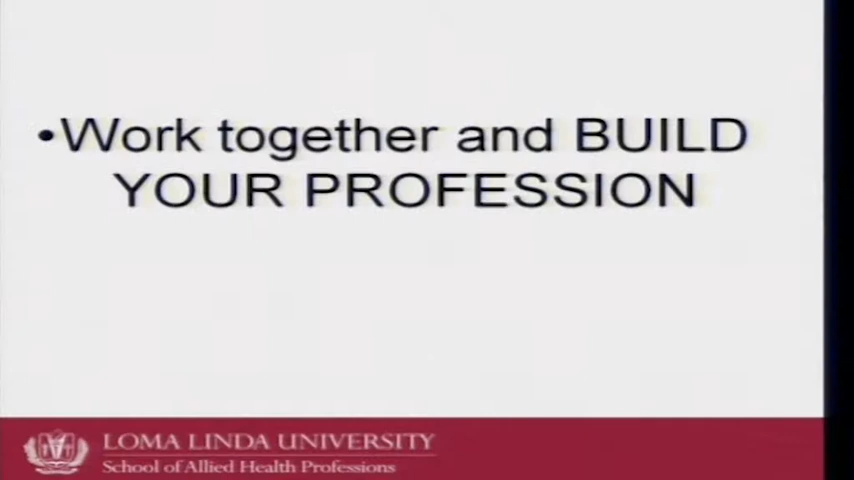 •Work together and BUILD
YOUR PROFESSION
LOMA LINDA UNIVERSITY
School of Allied Health Professions